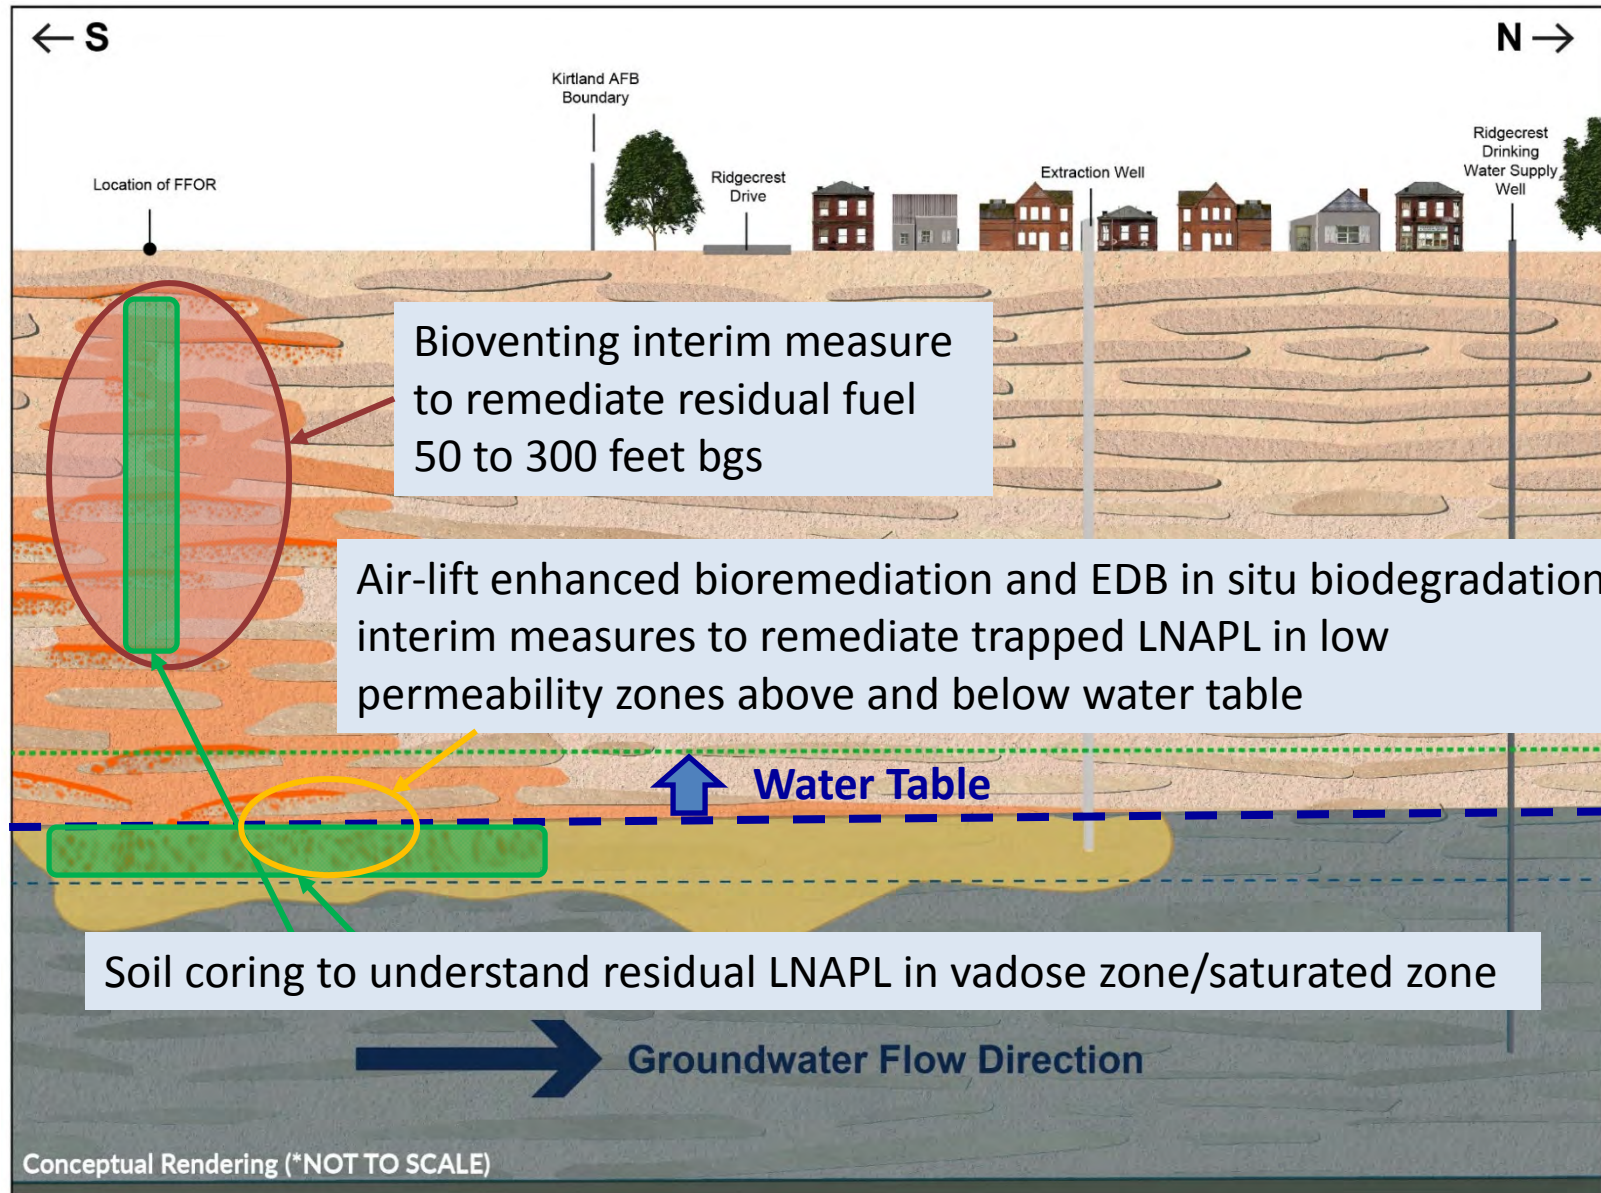 ← S
N →
Kirtland AFB
Boundary
Location of FFOR
Ridgecrest
Drive
Extraction Well
Ridgecrest
Drinking
Water Supply
Well
Bioventing interim measure
to remediate residual fuel
50 to 300 feet bgs
Air-lift enhanced bioremediation and EDB in situ biodegradation
interim measures to remediate trapped LNAPL in low
permeability zones above and below water table
Water Table
Soil coring to understand residual LNAPL in vadose zone/saturated zone
Groundwater Flow Direction
Conceptual Rendering (*NOT TO SCALE)